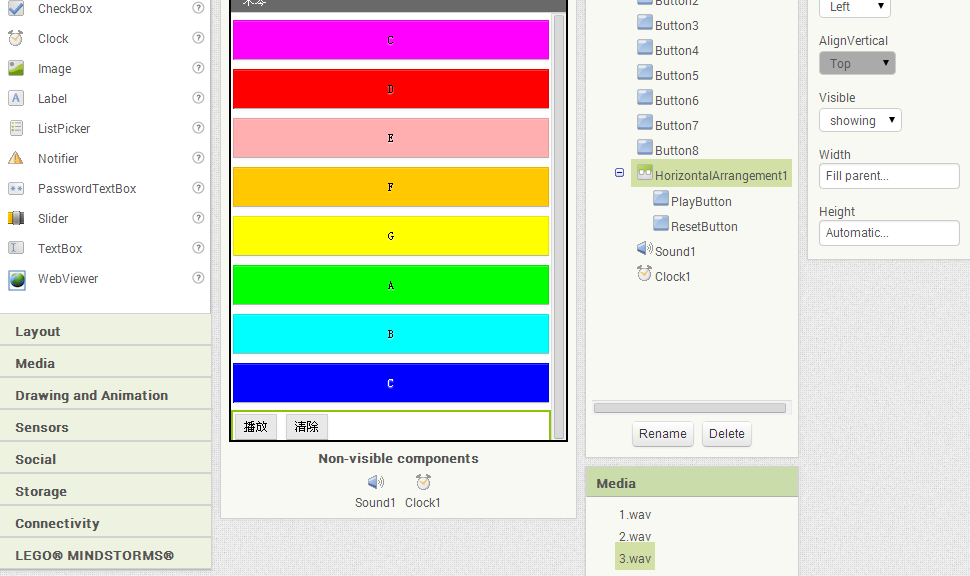 CheckBox
Clock
Image
Label
ListPicker
Notifier
PasswordTextBox
Slider
TextBox
WebViewer
Layout
Media
Drawing and Animation
Sensors
Social
Storage
Connectivity
LEGO® MINDSTORMS®
C
D
E
F
G
A
B
C
播放 清除
Non-visible components
Sound1 Clock1
Button2
Button3
Button4
Button5
Button6
Button7
Button8
HorizontalArrangement1
PlayButton
ResetButton
Sound1
Clock1
Rename Delete
Media
1.wav
2.wav
3.wav
Left
AlignVertical
Top
Visible
showing
Width
Fill parent...
Height
Automatic...